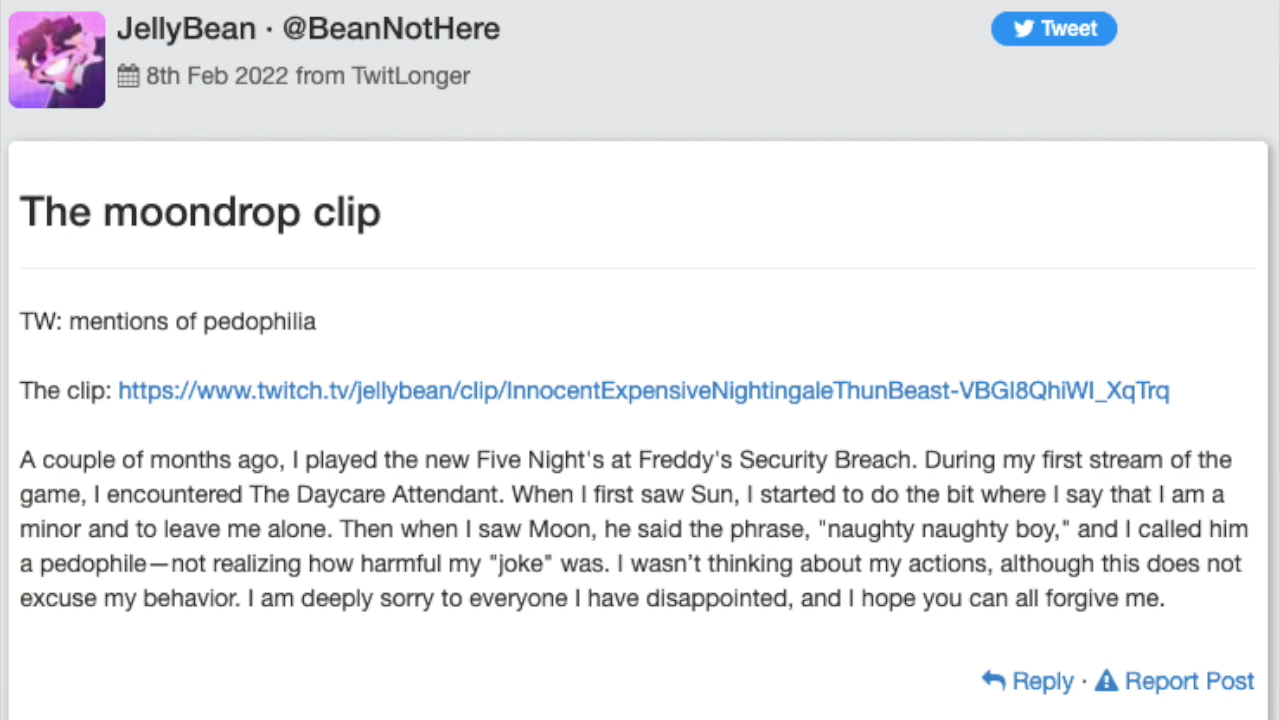 JellyBean · @BeanNotHere
Tweet
8th Feb 2022 from TwitLonger
The moondrop clip
TW: mentions of pedophilia
The clip: https://www.twitch.tv/jellybean/clip/InnocentExpensiveNightingaleThunBeast-VBGI8QhiWI_XqTrq
A couple of months ago, I played the new Five Night's at Freddy's Security Breach. During my first stream of the
game, I encountered The Daycare Attendant. When I first saw Sun, I started to do the bit where I say that I am a
minor and to leave me alone. Then when I saw Moon, he said the phrase, "naughty naughty boy," and I called him
a pedophile—not realizing how harmful my "joke" was. I wasn’t thinking about my actions, although this does not
excuse my behavior. I am deeply sorry to everyone I have disappointed, and I hope you can all forgive me.
Reply · Report Post